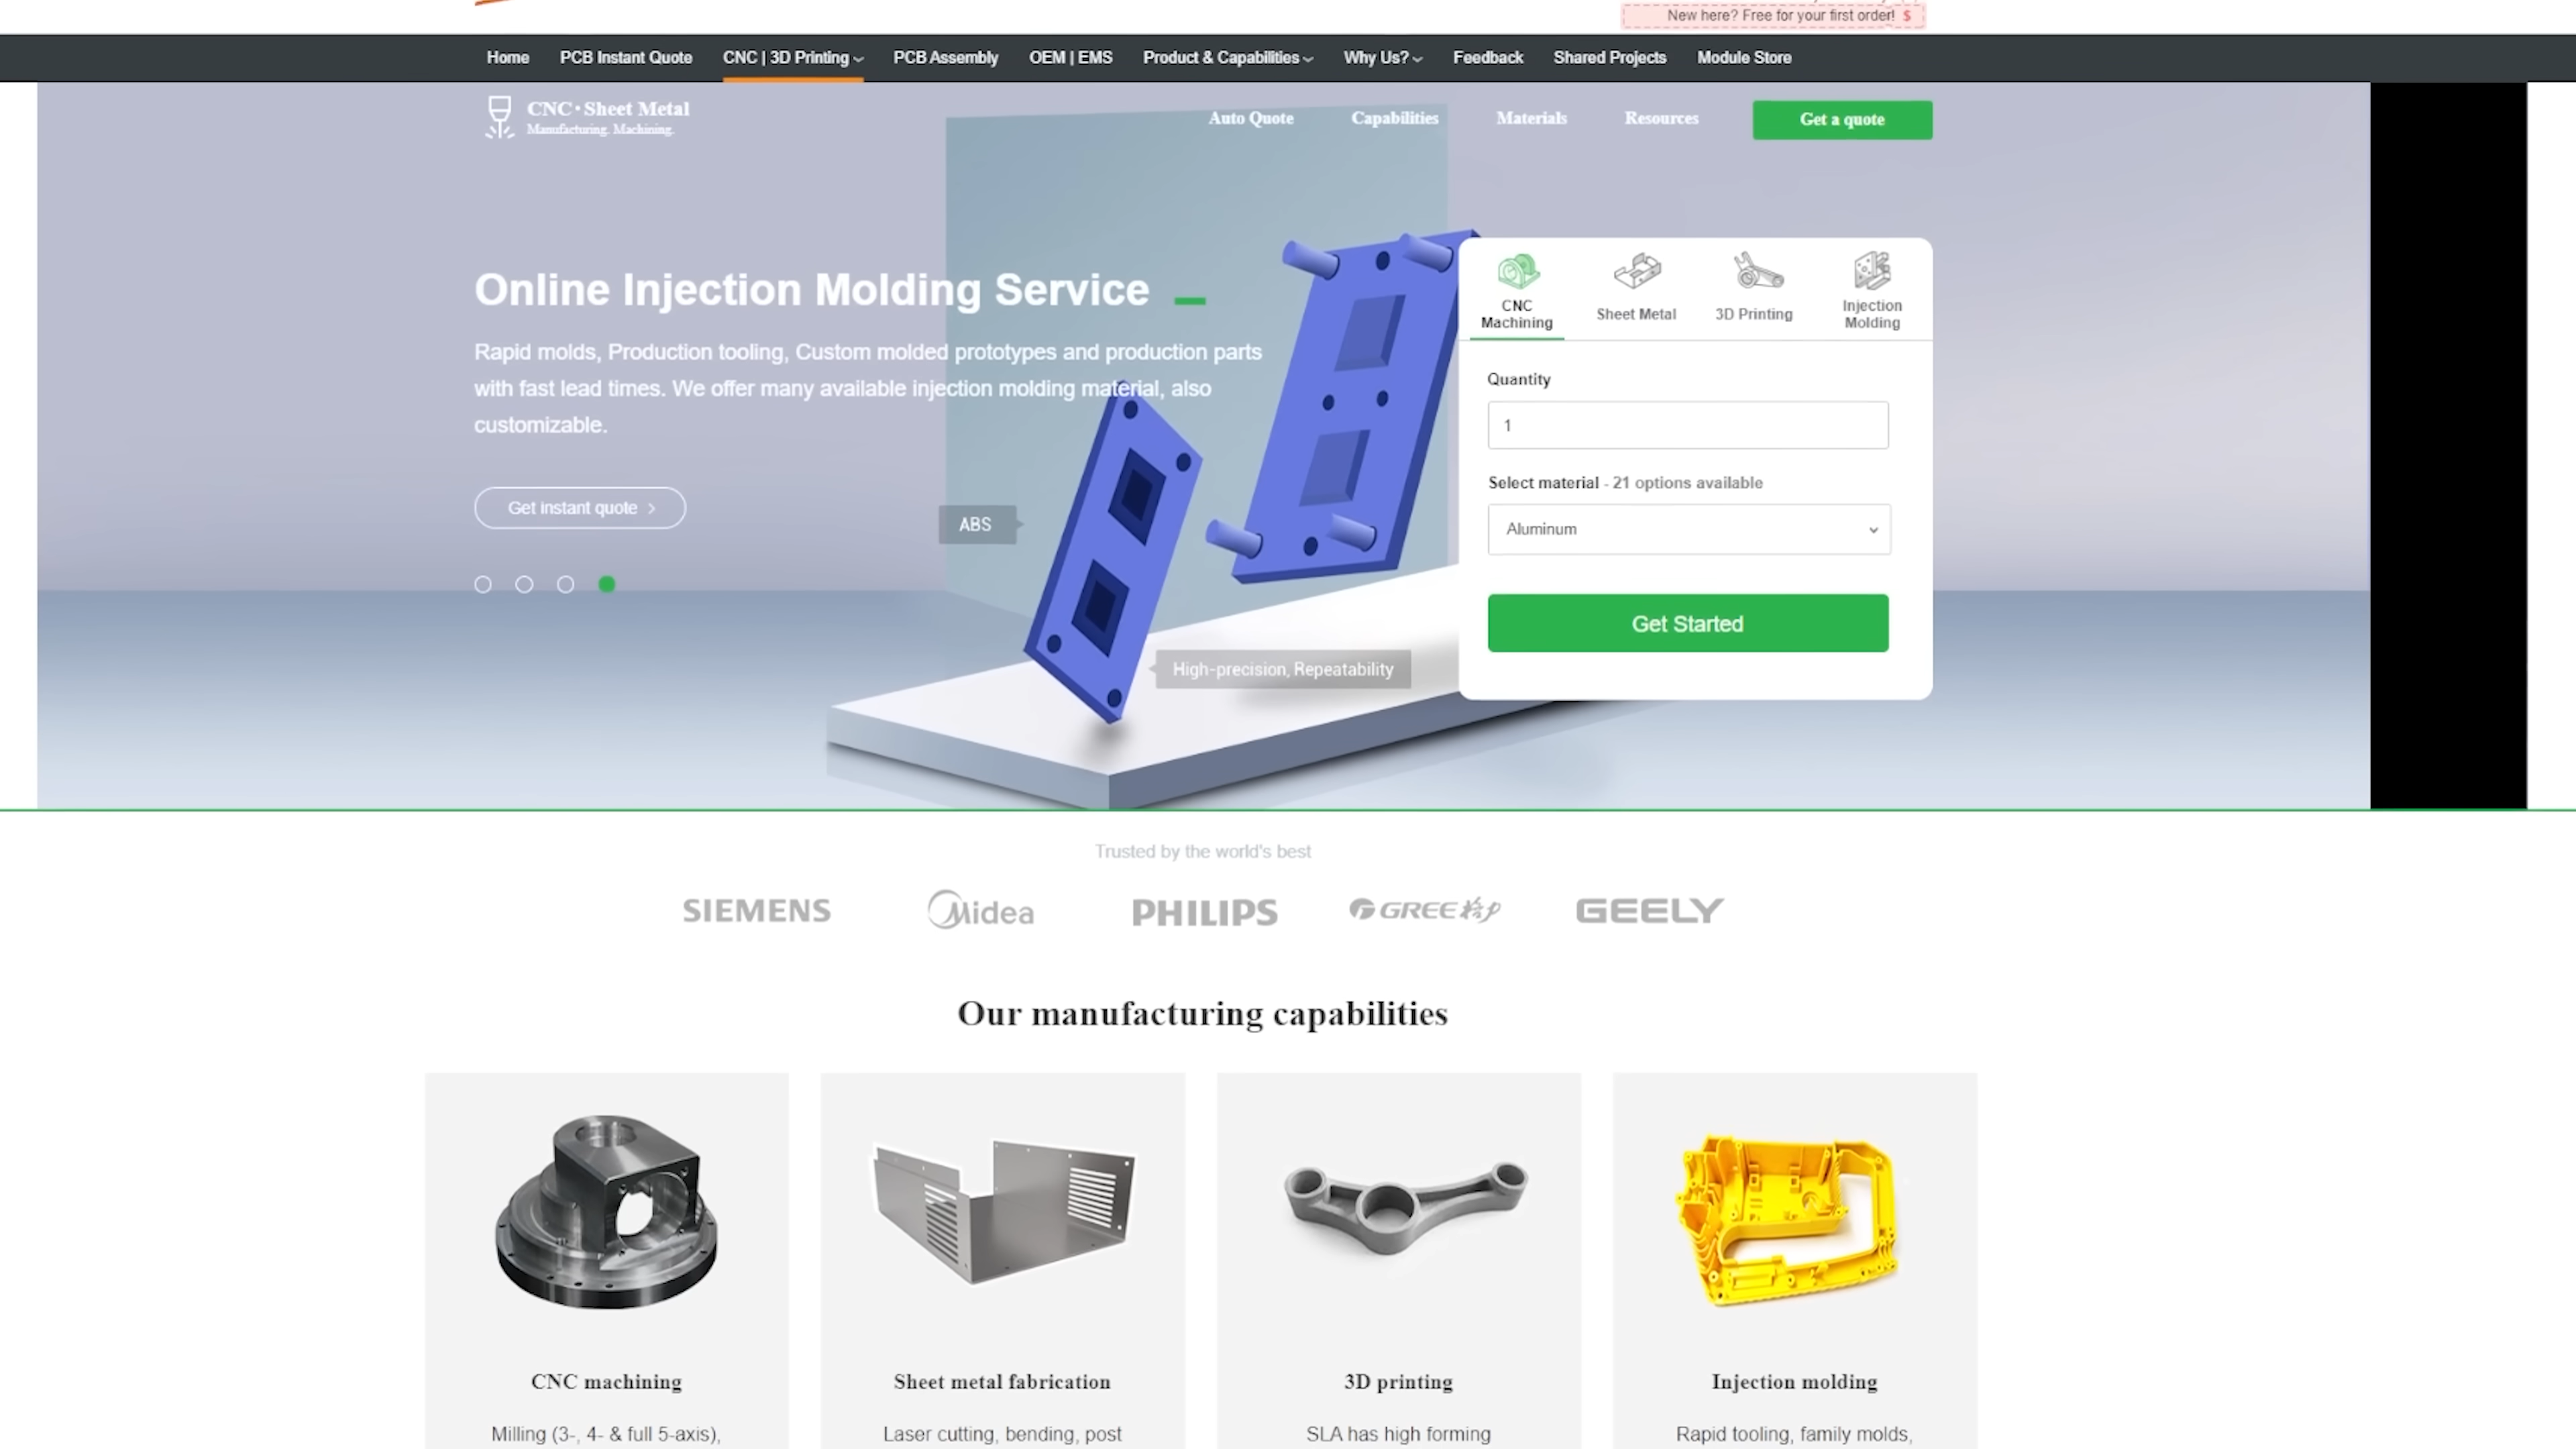 New here? Free for your first order! $
Home PCB Instant Quote CNC | 3D Printing PCB Assembly OEM | EMS Product & Capabilities Why Us? Feedback Shared Projects Module Store
CNC·Sheet Metal
Manufacturing. Machining.
Auto Quote Capabilities Materials Resources Get a quote
Online Injection Molding Service
Rapid molds, Production tooling, Custom molded prototypes and production parts
with fast lead times. We offer many available injection molding material, also
customizable.
Get instant quote >
ABS
High-precision, Repeatability
CNC
Machining
Sheet Metal
3D Printing
Injection
Molding
Quantity
1
Select material - 21 options available
Aluminum
Get Started
Trusted by the world's best
SIEMENS Midea PHILIPS GREE 格力 GEELY
Our manufacturing capabilities
CNC machining
Milling (3-, 4- & full 5-axis),
Sheet metal fabrication
Laser cutting, bending, post
3D printing
SLA has high forming
Injection molding
Rapid tooling, family molds,